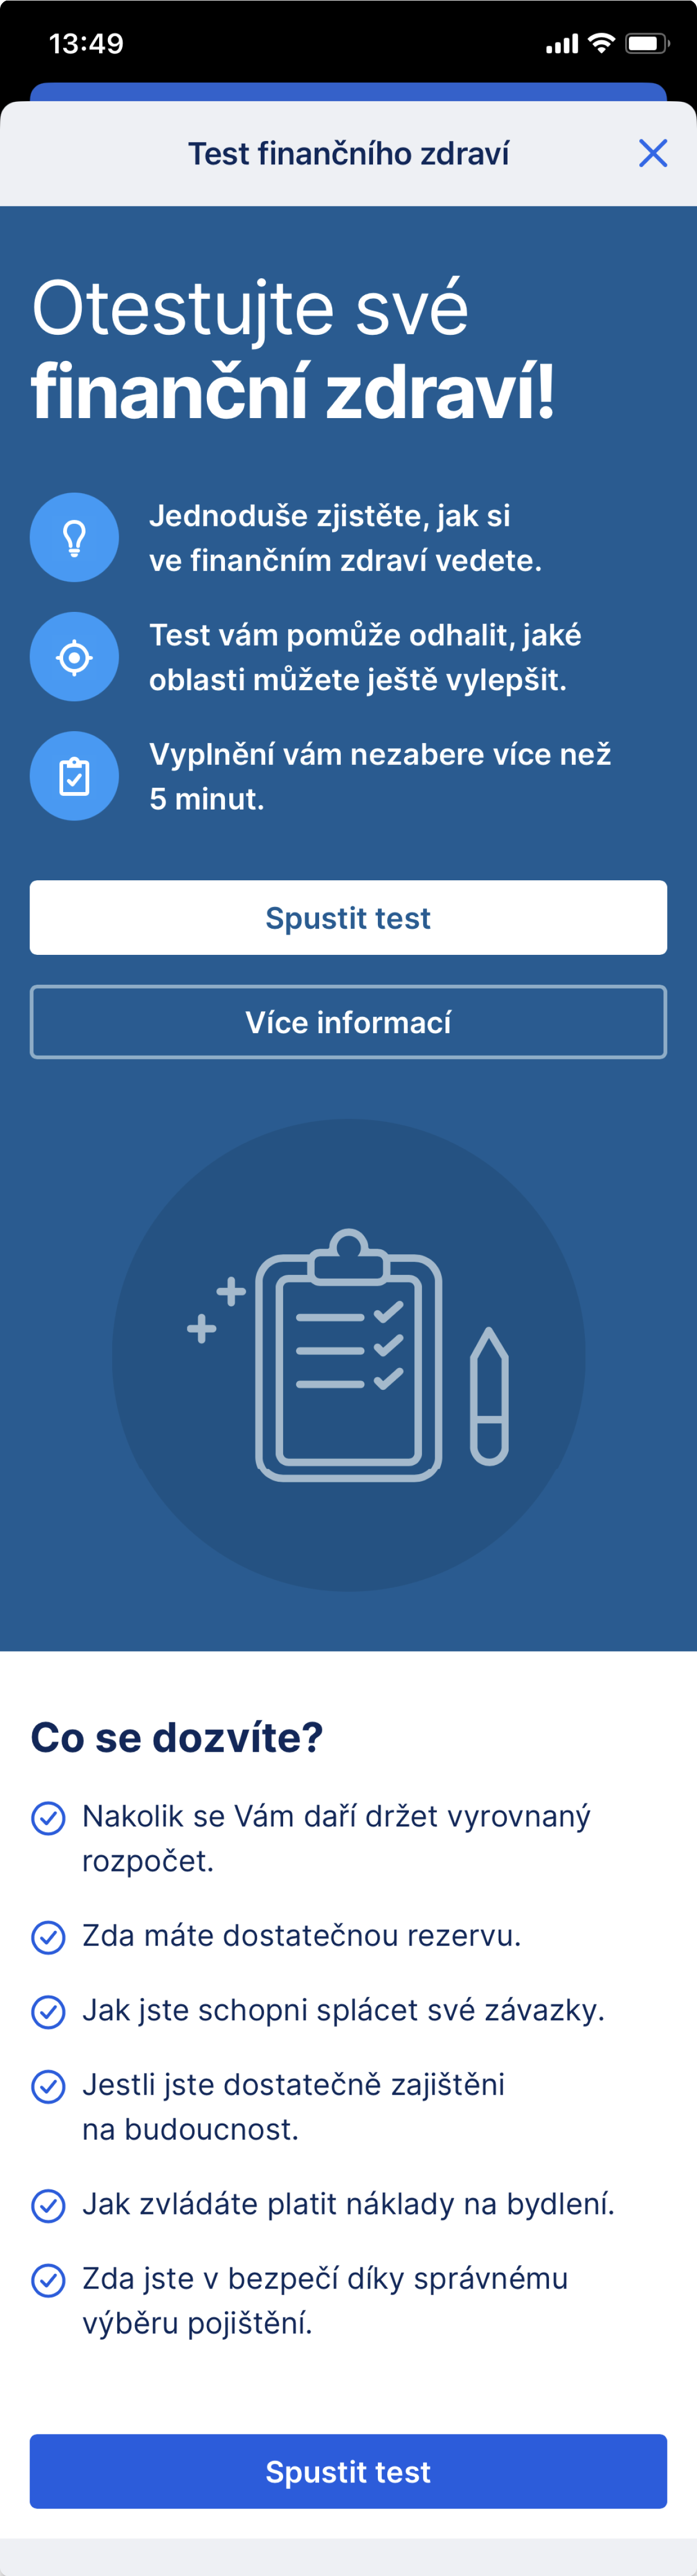 13:49
Test finančního zdraví
Otestujte své
finanční zdraví!
Jednoduše zjistěte, jak si
ve finančním zdraví vedete.
Test vám pomůže odhalit, jaké
oblasti můžete ještě vylepšit.
Vyplnění vám nezabere více než
5 minut.
Spustit test
Více informací
Co se dozvíte?
Nakolik se Vám daří držet vyrovnaný
rozpočet.
Zda máte dostatečnou rezervu.
Jak jste schopni splácet své závazky.
Jestli jste dostatečně zajištěni
na budoucnost.
Jak zvládáte platit náklady na bydlení.
Zda jste v bezpečí díky správnému
výběru pojištění.
Spustit test